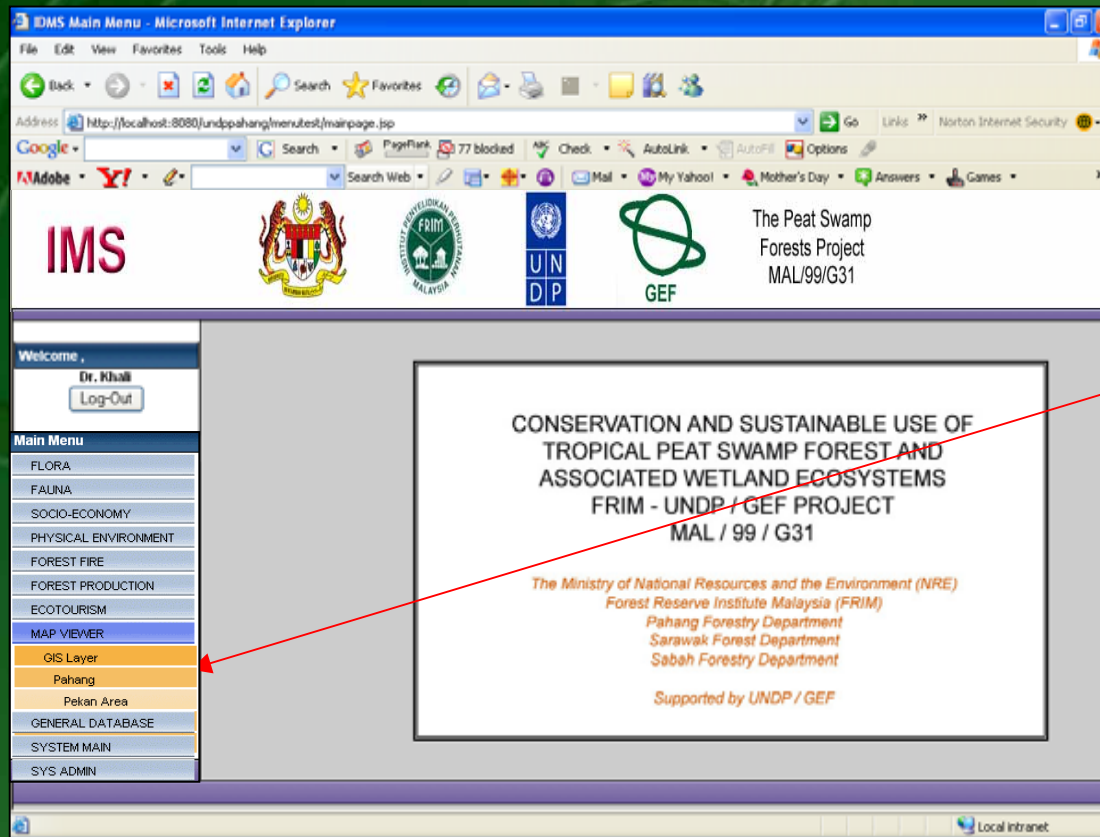 IDMS Main Menu - Microsoft Internet Explorer
File Edit View Favorites Tools Help
Back Search Favorites
Address http://localhost:8080/undppahang/menutest/mainpage.jsp Go Links » Norton Internet Security
Google Search PageRank 77 blocked ABC Check AutoLink AutoFill Options
Adobe Y! Search Web Mail My Yahoo! Mother's Day Answers Games
IMS
INSTITUT PENYELIDIKAN PERHUTANAN
FRIM
MALAYSIA
UN
DP
GEF
The Peat Swamp
Forests Project
MAL/99/G31
Welcome ,
Dr. Khali
Log-Out
Main Menu
FLORA
FAUNA
SOCIO-ECONOMY
PHYSICAL ENVIRONMENT
FOREST FIRE
FOREST PRODUCTION
ECOTOURISM
MAP VIEWER
GIS Layer
Pahang
Pekan Area
GENERAL DATABASE
SYSTEM MAIN
SYS ADMIN
CONSERVATION AND SUSTAINABLE USE OF
TROPICAL PEAT SWAMP FOREST AND
ASSOCIATED WETLAND ECOSYSTEMS
FRIM - UNDP / GEF PROJECT
MAL / 99 / G31
The Ministry of National Resources and the Environment (NRE)
Forest Reserve Institute Malaysia (FRIM)
Pahang Forestry Department
Sarawak Forest Department
Sabah Forestry Department
Supported by UNDP / GEF
Local intranet